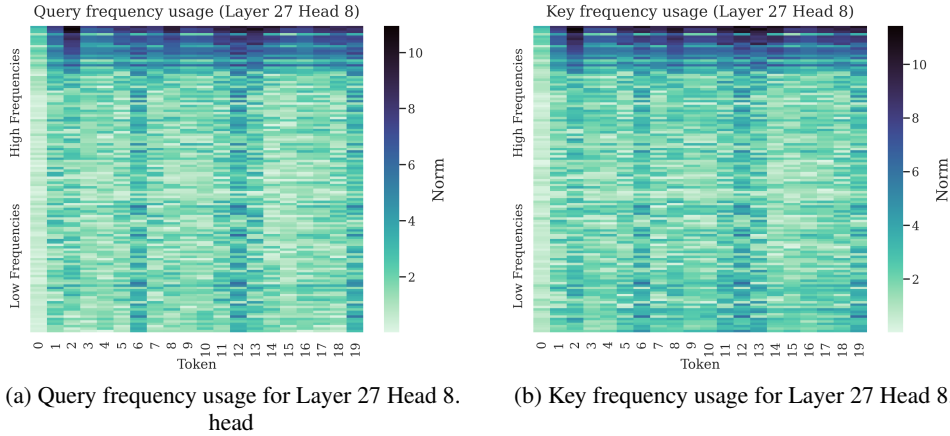 Query frequency usage (Layer 27 Head 8)
High Frequencies
Low Frequencies
0 1 2 3 4 5 6 7 8 9 10 11 12 13 14 15 16 17 18 19
Token
10
8
6
4
2
Norm
(a) Query frequency usage for Layer 27 Head 8.
head
Key frequency usage (Layer 27 Head 8)
High Frequencies
Low Frequencies
0 1 2 3 4 5 6 7 8 9 10 11 12 13 14 15 16 17 18 19
Token
10
8
6
4
2
Norm
(b) Key frequency usage for Layer 27 Head 8